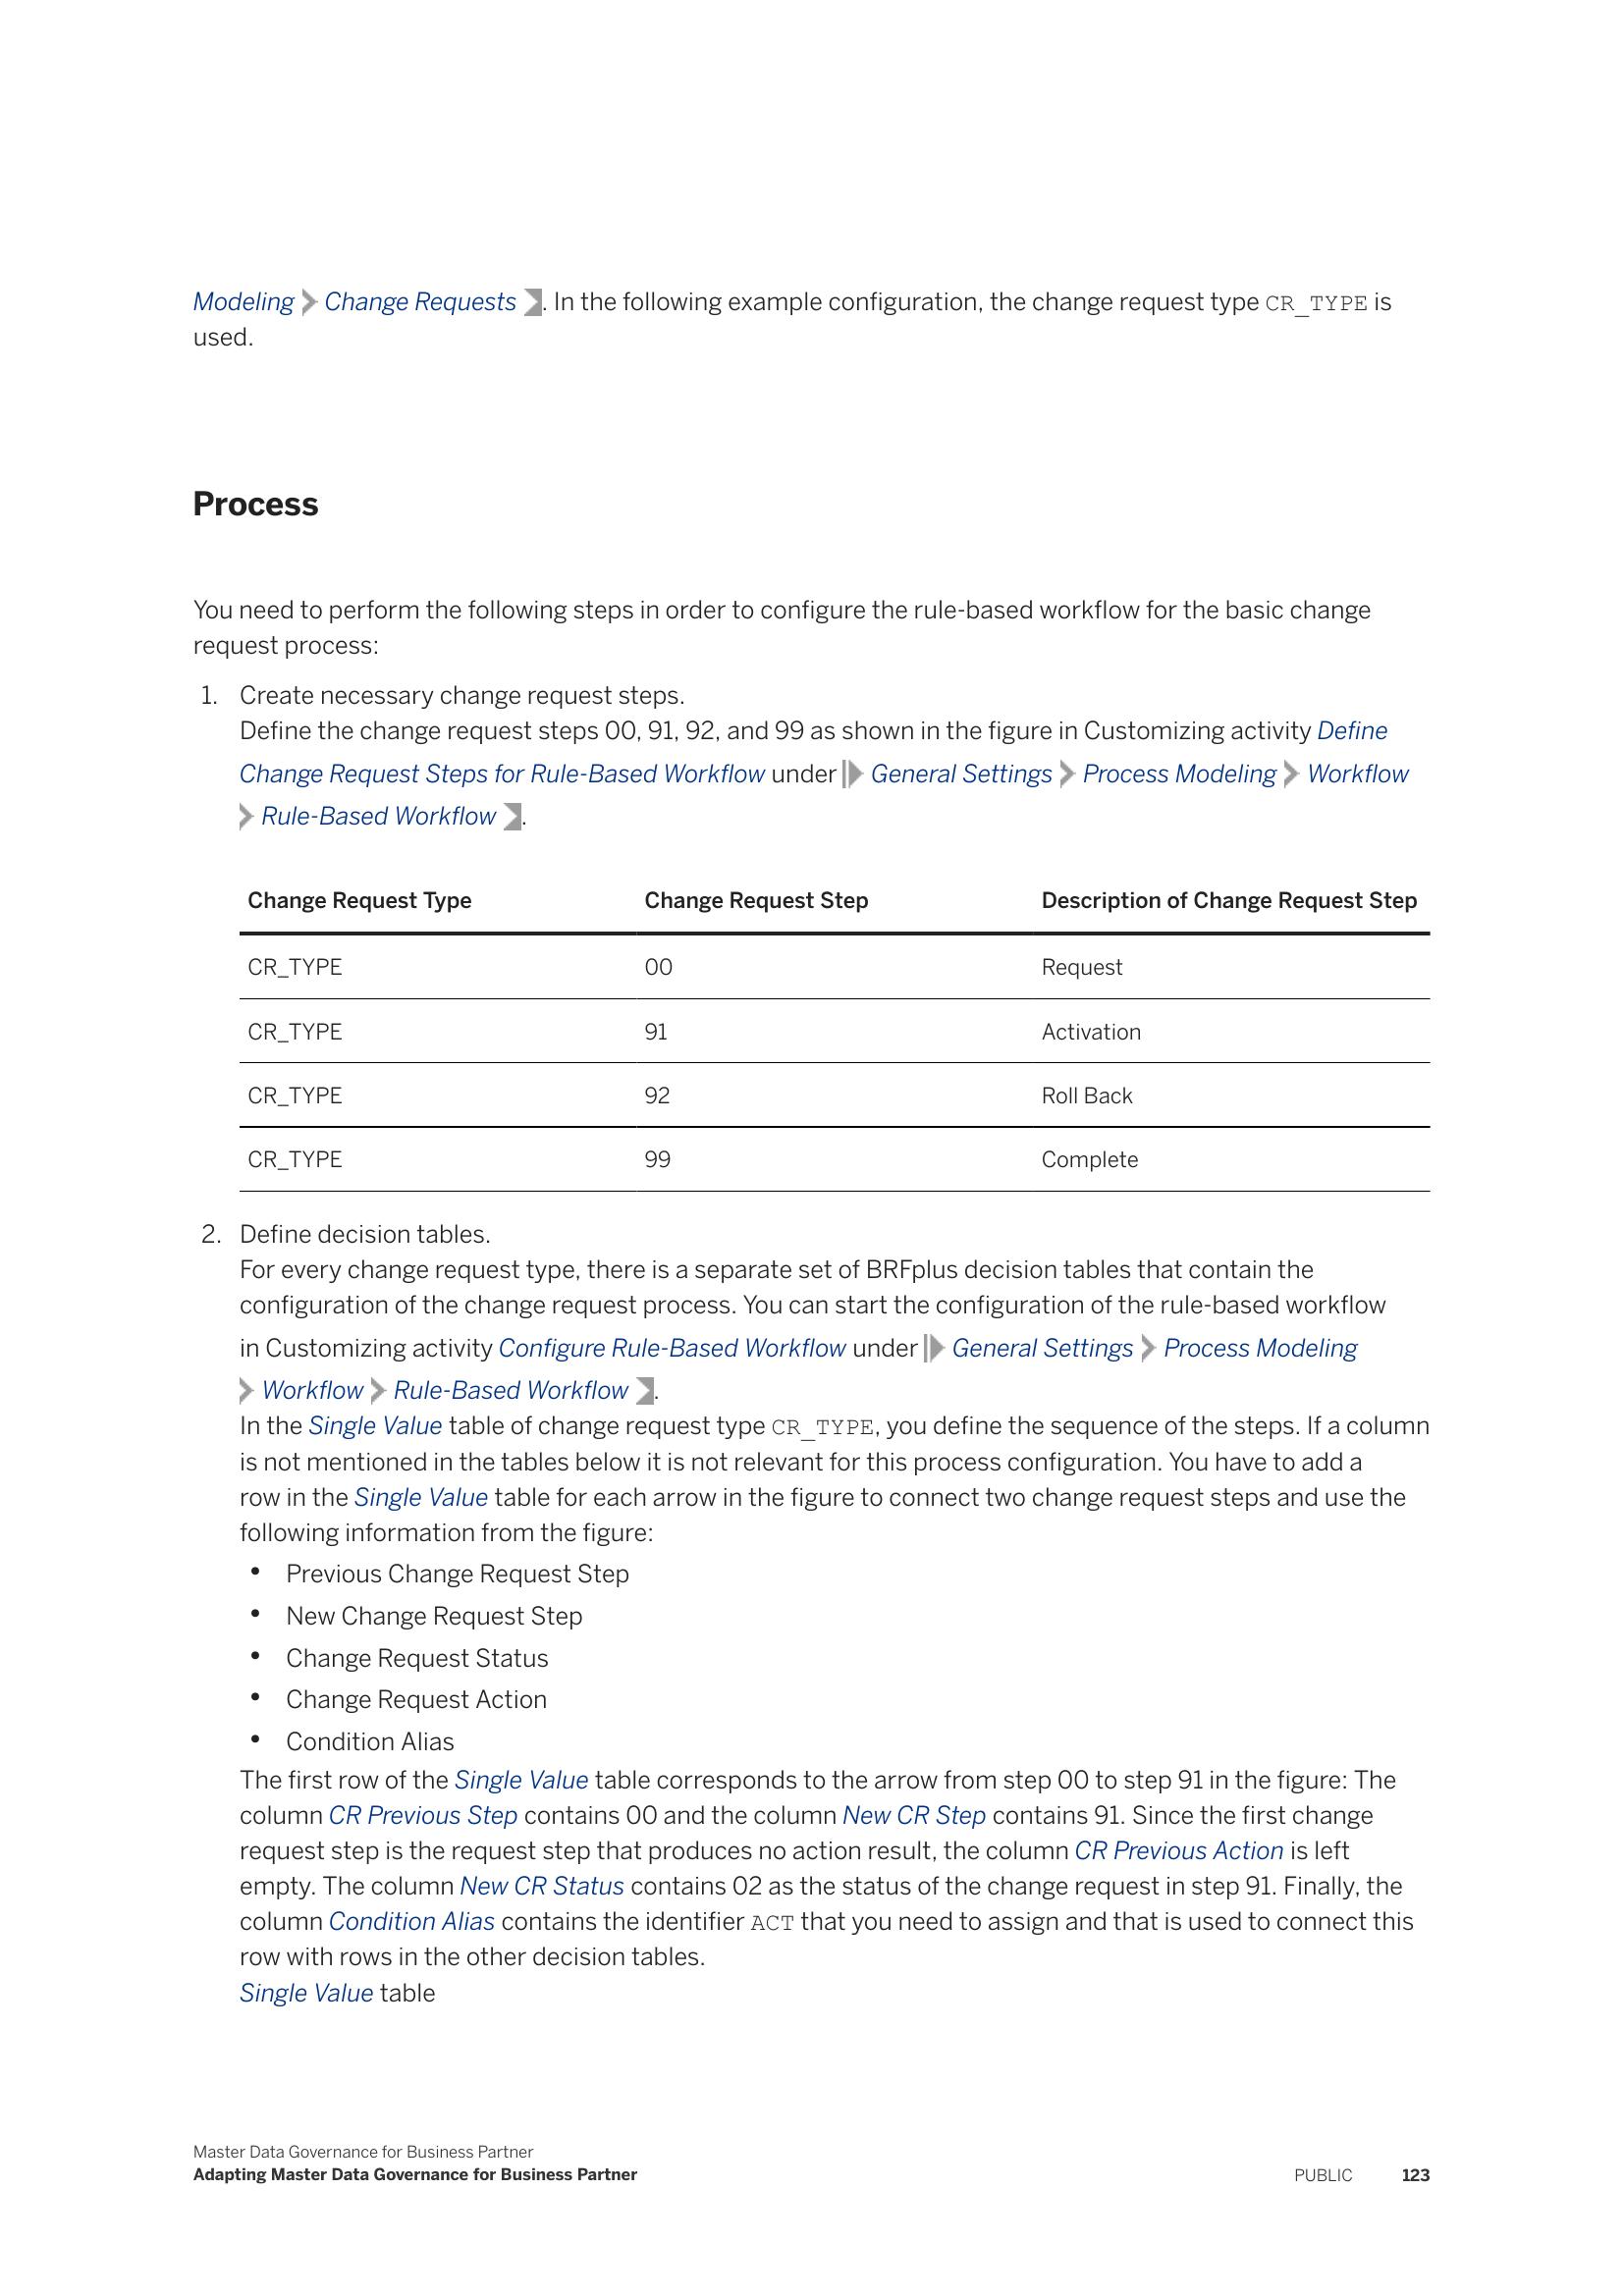 Modeling Change Requests. In the following example configuration, the change request type CR_TYPE is
used.
Process
You need to perform the following steps in order to configure the rule-based workflow for the basic change
request process:
1. Create necessary change request steps.
Define the change request steps 00, 91, 92, and 99 as shown in the figure in Customizing activity Define
Change Request Steps for Rule-Based Workflow under General Settings Process Modeling Workflow
Rule-Based Workflow.
Change Request Type Change Request Step Description of Change Request Step
CR_TYPE 00 Request
CR_TYPE 91 Activation
CR_TYPE 92 Roll Back
CR_TYPE 99 Complete
2. Define decision tables.
For every change request type, there is a separate set of BRFplus decision tables that contain the
configuration of the change request process. You can start the configuration of the rule-based workflow
in Customizing activity Configure Rule-Based Workflow under General Settings Process Modeling
Workflow Rule-Based Workflow.
In the Single Value table of change request type CR_TYPE, you define the sequence of the steps. If a column
is not mentioned in the tables below it is not relevant for this process configuration. You have to add a
row in the Single Value table for each arrow in the figure to connect two change request steps and use the
following information from the figure:
• Previous Change Request Step
• New Change Request Step
• Change Request Status
• Change Request Action
• Condition Alias
The first row of the Single Value table corresponds to the arrow from step 00 to step 91 in the figure: The
column CR Previous Step contains 00 and the column New CR Step contains 91. Since the first change
request step is the request step that produces no action result, the column CR Previous Action is left
empty. The column New CR Status contains 02 as the status of the change request in step 91. Finally, the
column Condition Alias contains the identifier ACT that you need to assign and that is used to connect this
row with rows in the other decision tables.
Single Value table
Master Data Governance for Business Partner
Adapting Master Data Governance for Business Partner PUBLIC 123